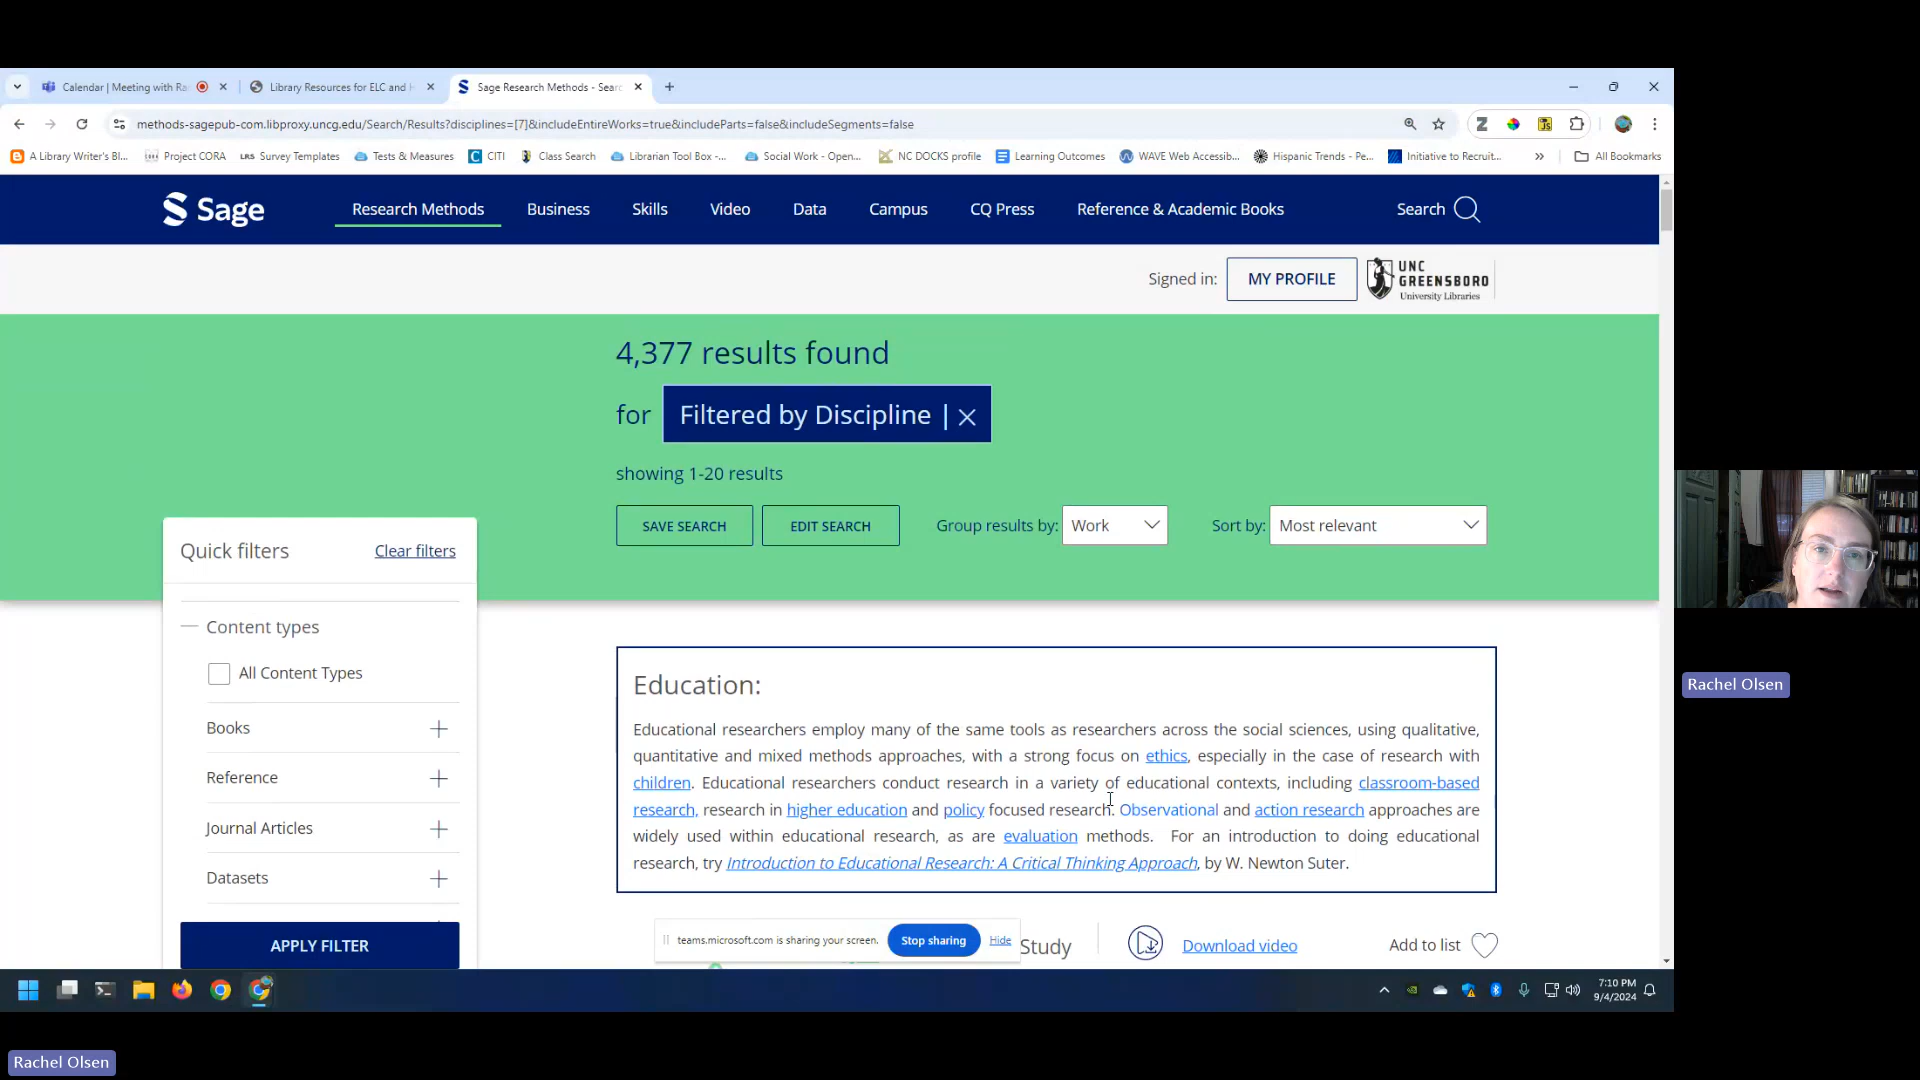 Calendar | Meeting with Ra
Library Resources for ELC and H
Sage Research Methods - Searc
methods-sagepub-com.libproxy.uncg.edu/Search/Results?disciplines=[7]&includeEntireWorks=true&includeParts=false&includeSegments=false
A Library Writer's Bl...
Project CORA
LRS Survey Templates
Tests & Measures
CITI
Class Search
Librarian Tool Box -...
Social Work - Open...
NC DOCKS profile
Learning Outcomes
WAVE Web Accessib...
Hispanic Trends - Pe...
Initiative to Recruit...
»
All Bookmarks
Sage
Research Methods
Business
Skills
Video
Data
Campus
CQ Press
Reference & Academic Books
Search
Signed in:
MY PROFILE
UNC
GREENSBORO
University Libraries
4,377 results found
for Filtered by Discipline |
showing 1-20 results
SAVE SEARCH
EDIT SEARCH
Group results by: Work
Sort by: Most relevant
Quick filters
Clear filters
Content types
All Content Types
Books
Reference
Journal Articles
Datasets
APPLY FILTER
Education:
Educational researchers employ many of the same tools as researchers across the social sciences, using qualitative,
quantitative and mixed methods approaches, with a strong focus on ethics, especially in the case of research with
children. Educational researchers conduct research in a variety of educational contexts, including classroom-based
research, research in higher education and policy focused research. Observational and action research approaches are
widely used within educational research, as are evaluation methods. For an introduction to doing educational
research, try Introduction to Educational Research: A Critical Thinking Approach, by W. Newton Suter.
teams.microsoft.com is sharing your screen.
Stop sharing
Hide
Study
Download video
Add to list
7:10 PM
9/4/2024
Rachel Olsen
Rachel Olsen